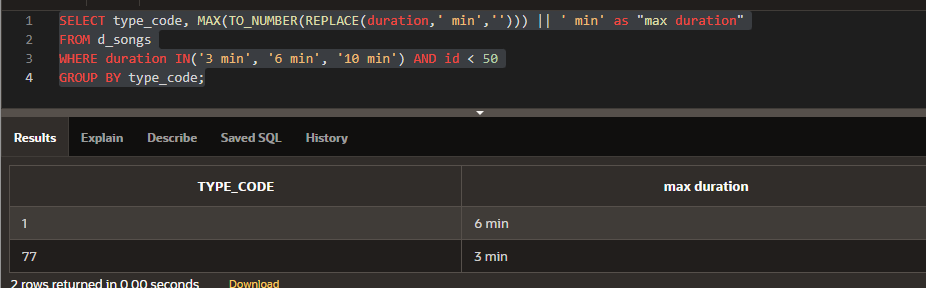 1 SELECT type_code, MAX(TO_NUMBER(REPLACE(duration,' min',''))) || ' min' as "max duration"
2 FROM d_songs
3 WHERE duration IN('3 min', '6 min', '10 min') AND id < 50
4 GROUP BY type_code;
Results Explain Describe Saved SQL History
TYPE_CODE max duration
1 6 min
77 3 min
2 rows returned in 0.00 seconds Download